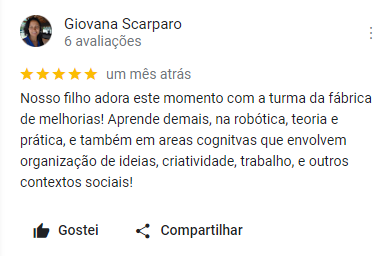 Giovana Scarparo
6 avaliações
um mês atrás
Nosso filho adora este momento com a turma da fábrica
de melhorias! Aprende demais, na robótica, teoria e
prática, e também em areas cognitvas que envolvem
organização de ideias, criatividade, trabalho, e outros
contextos sociais!
Gostei
Compartilhar